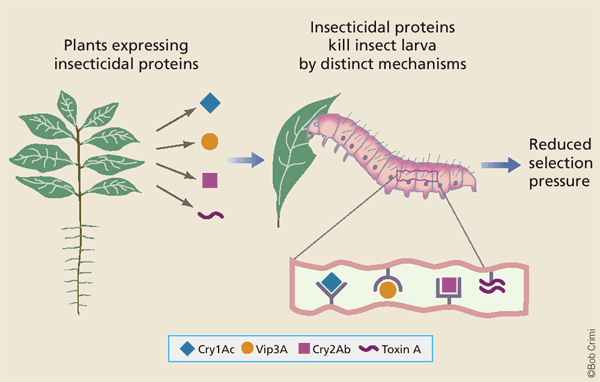 Plants expressing
insecticidal proteins
Insecticidal proteins
kill insect larva
by distinct mechanisms
Reduced
selection
pressure
Cry1Ac Vip3A Cry2Ab Toxin A
©Bob Crimi